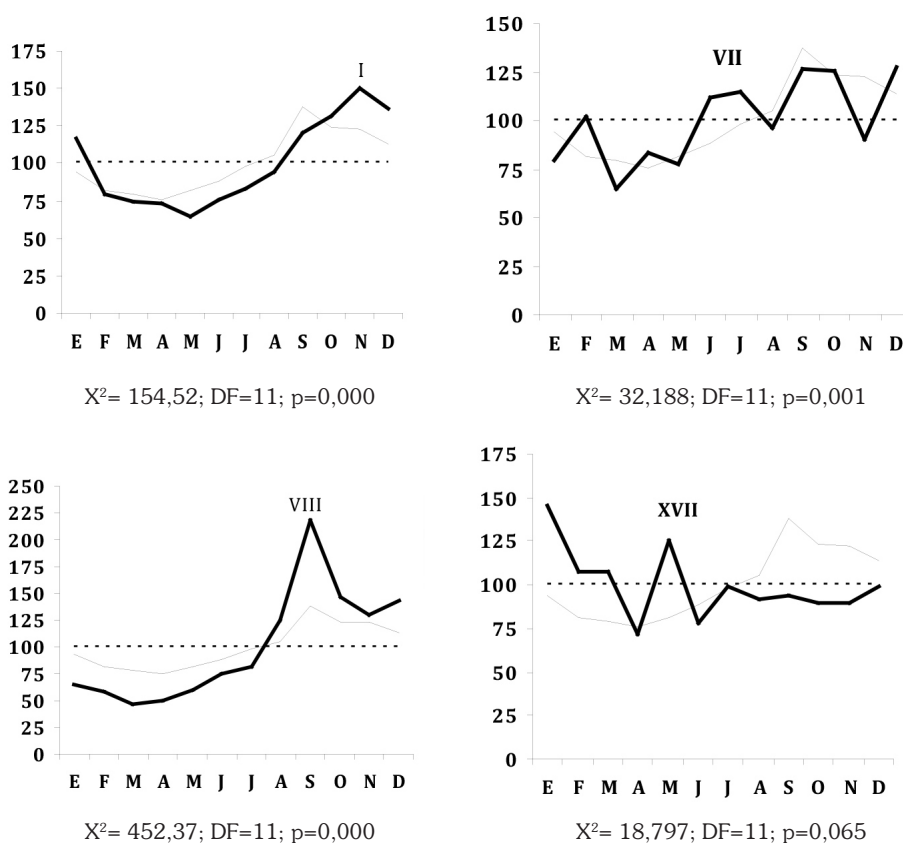 175
150
125
100
75
50
25
0
I
E F M A M J J A S O N D
X²= 154,52; DF=11; p=0,000
150
125
100
75
50
25
0
VII
E F M A M J J A S O N D
X²= 32,188; DF=11; p=0,001
250
225
200
175
150
125
100
75
50
25
0
VIII
E F M A M J J A S O N D
X²= 452,37; DF=11; p=0,000
175
150
125
100
75
50
25
0
XVII
E F M A M J J A S O N D
X²= 18,797; DF=11; p=0,065